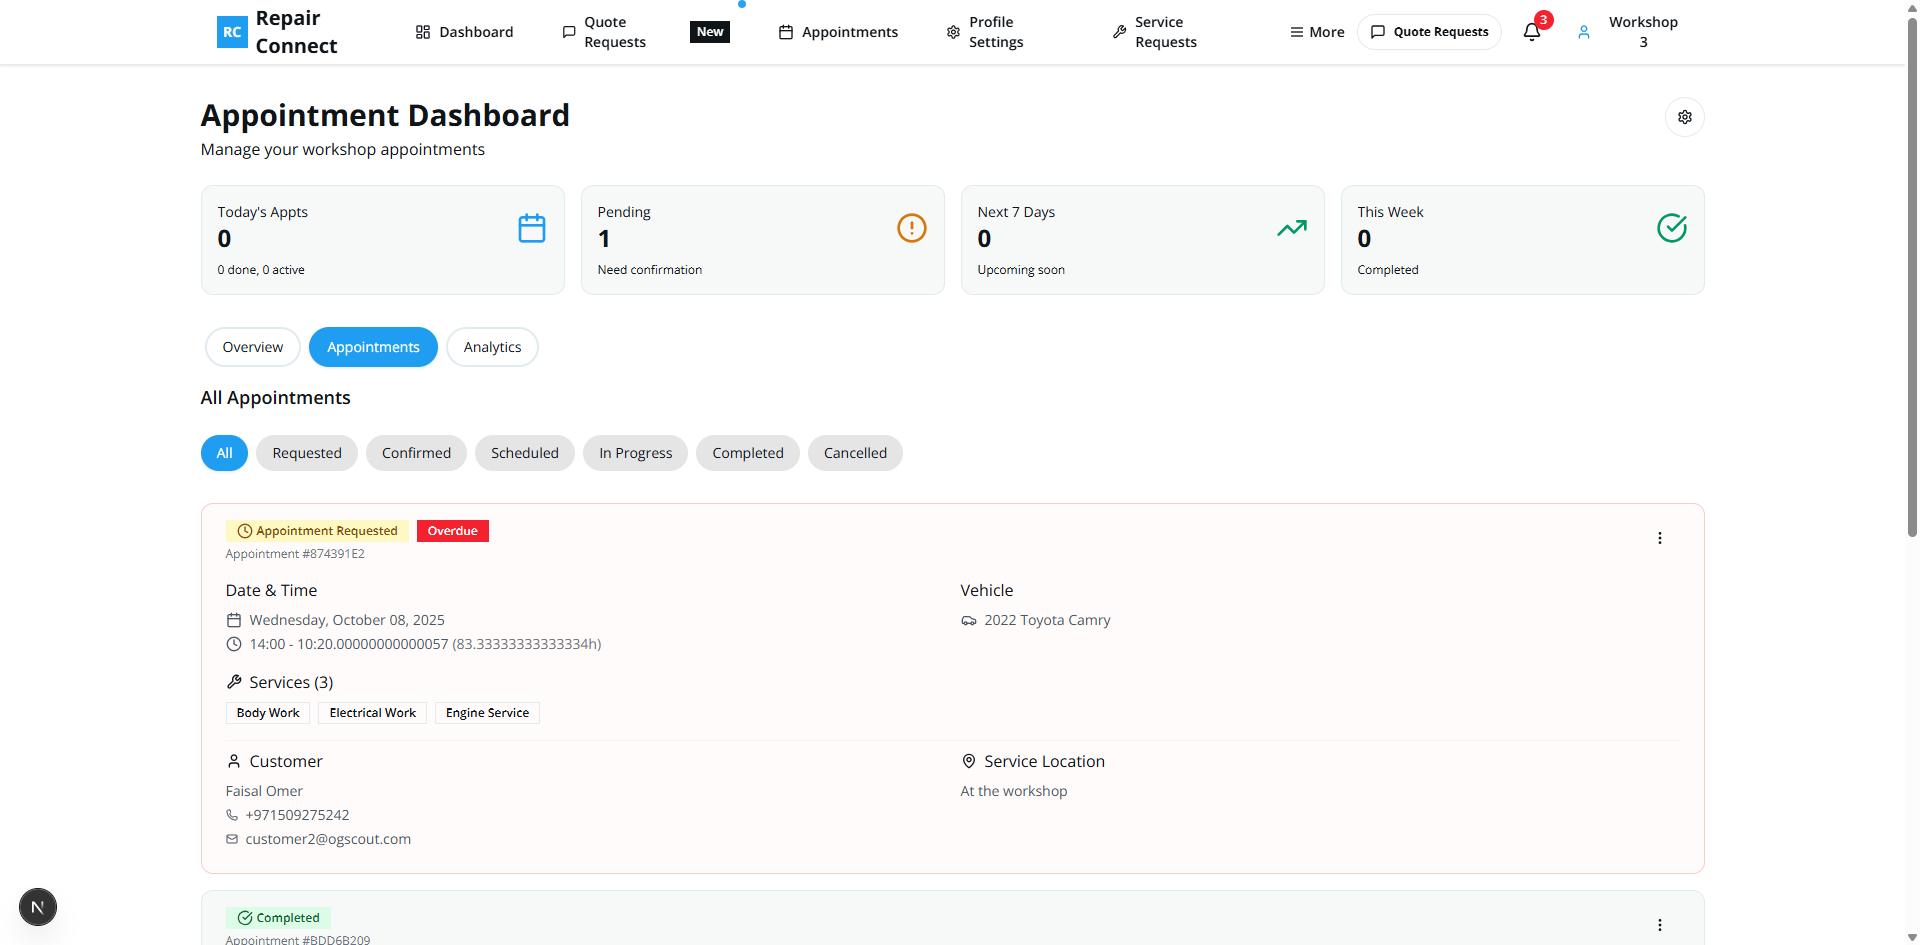 RC
Repair
Connect
Dashboard
Quote
Requests
New
Appointments
Profile
Settings
Service
Requests
More
Quote Requests
3
Workshop
3
Appointment Dashboard
Manage your workshop appointments
Today's Appts
0
0 done, 0 active
Pending
1
Need confirmation
Next 7 Days
0
Upcoming soon
This Week
0
Completed
Overview
Appointments
Analytics
All Appointments
All
Requested
Confirmed
Scheduled
In Progress
Completed
Cancelled
Appointment Requested
Overdue
Appointment #874391E2
Date & Time
Wednesday, October 08, 2025
14:00 - 10:20.00000000000057 (83.33333333333334h)
Vehicle
2022 Toyota Camry
Services (3)
Body Work
Electrical Work
Engine Service
Customer
Faisal Omer
+971509275242
customer2@ogscout.com
Service Location
At the workshop
N
Completed
Appointment #BDD6B209